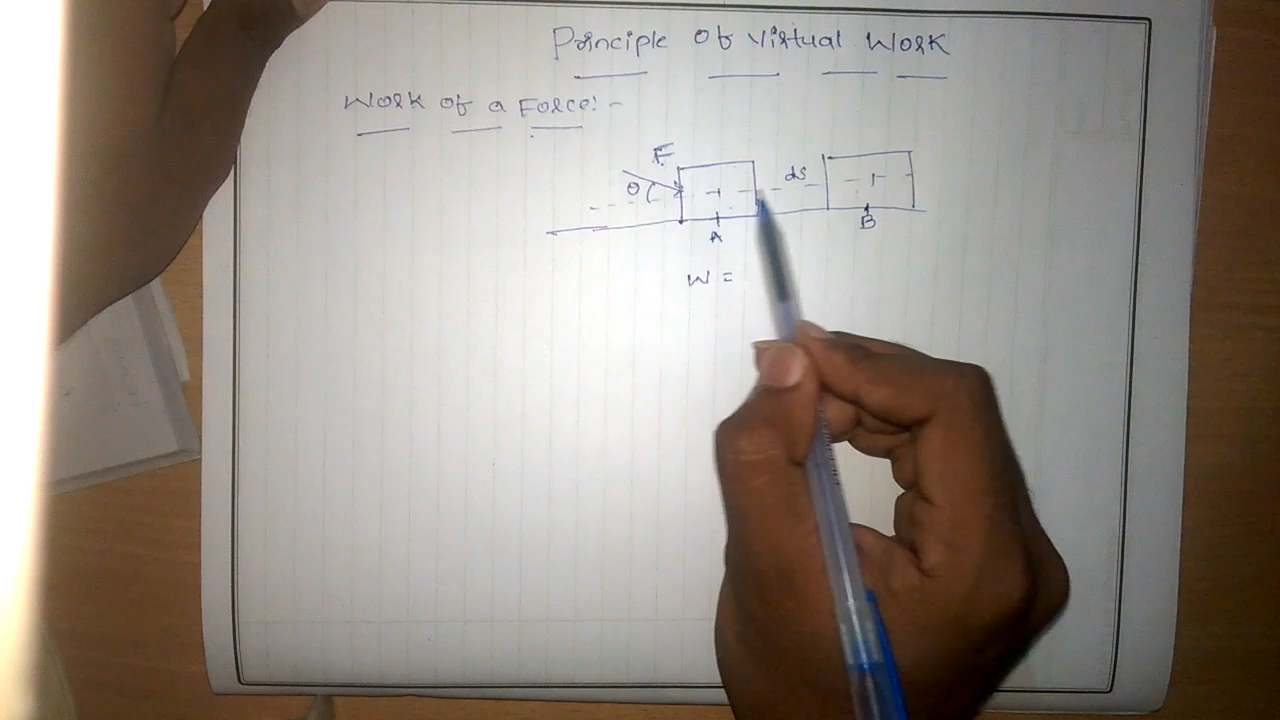 Principle of Virtual Work
Work of a Force:-
F
θ
ds
A
B
W =